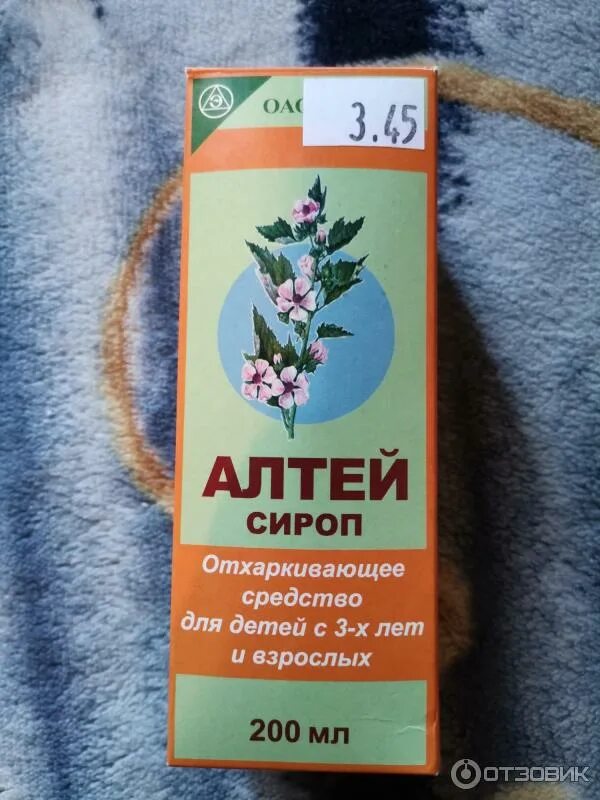 ОАО
3.45
АЛТЕЙ
СИРОП
Отхаркивающее
средство
для детей с 3-х лет
и взрослых
200 мл
ОТЗОВИК